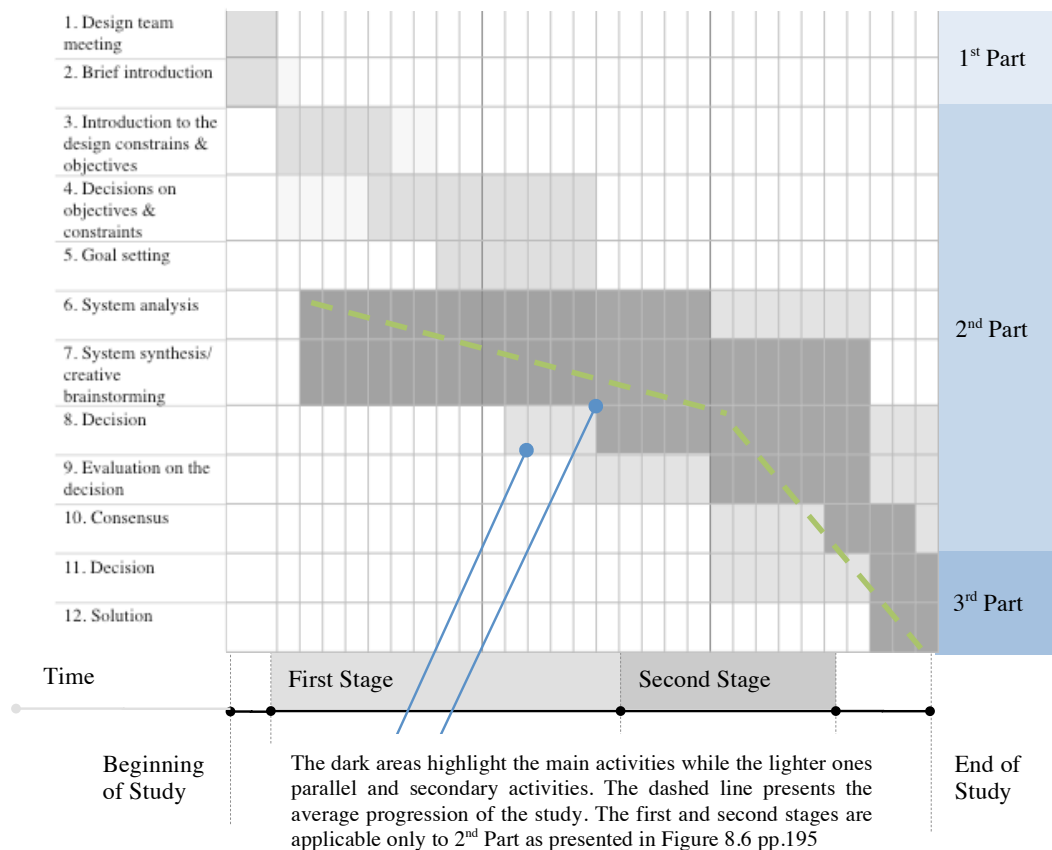 1. Design team
meeting
1st Part
2. Brief introduction
3. Introduction to the
design constrains &
objectives
4. Decisions on
objectives &
constraints
5. Goal setting
6. System analysis
2nd Part
7. System synthesis/
creative
brainstorming
8. Decision
9. Evaluation on the
decision
10. Consensus
11. Decision
3rd Part
12. Solution
Time
First Stage
Second Stage
Beginning
of Study
The dark areas highlight the main activities while the lighter ones
parallel and secondary activities. The dashed line presents the
average progression of the study. The first and second stages are
applicable only to 2nd Part as presented in Figure 8.6 pp.195
End of
Study